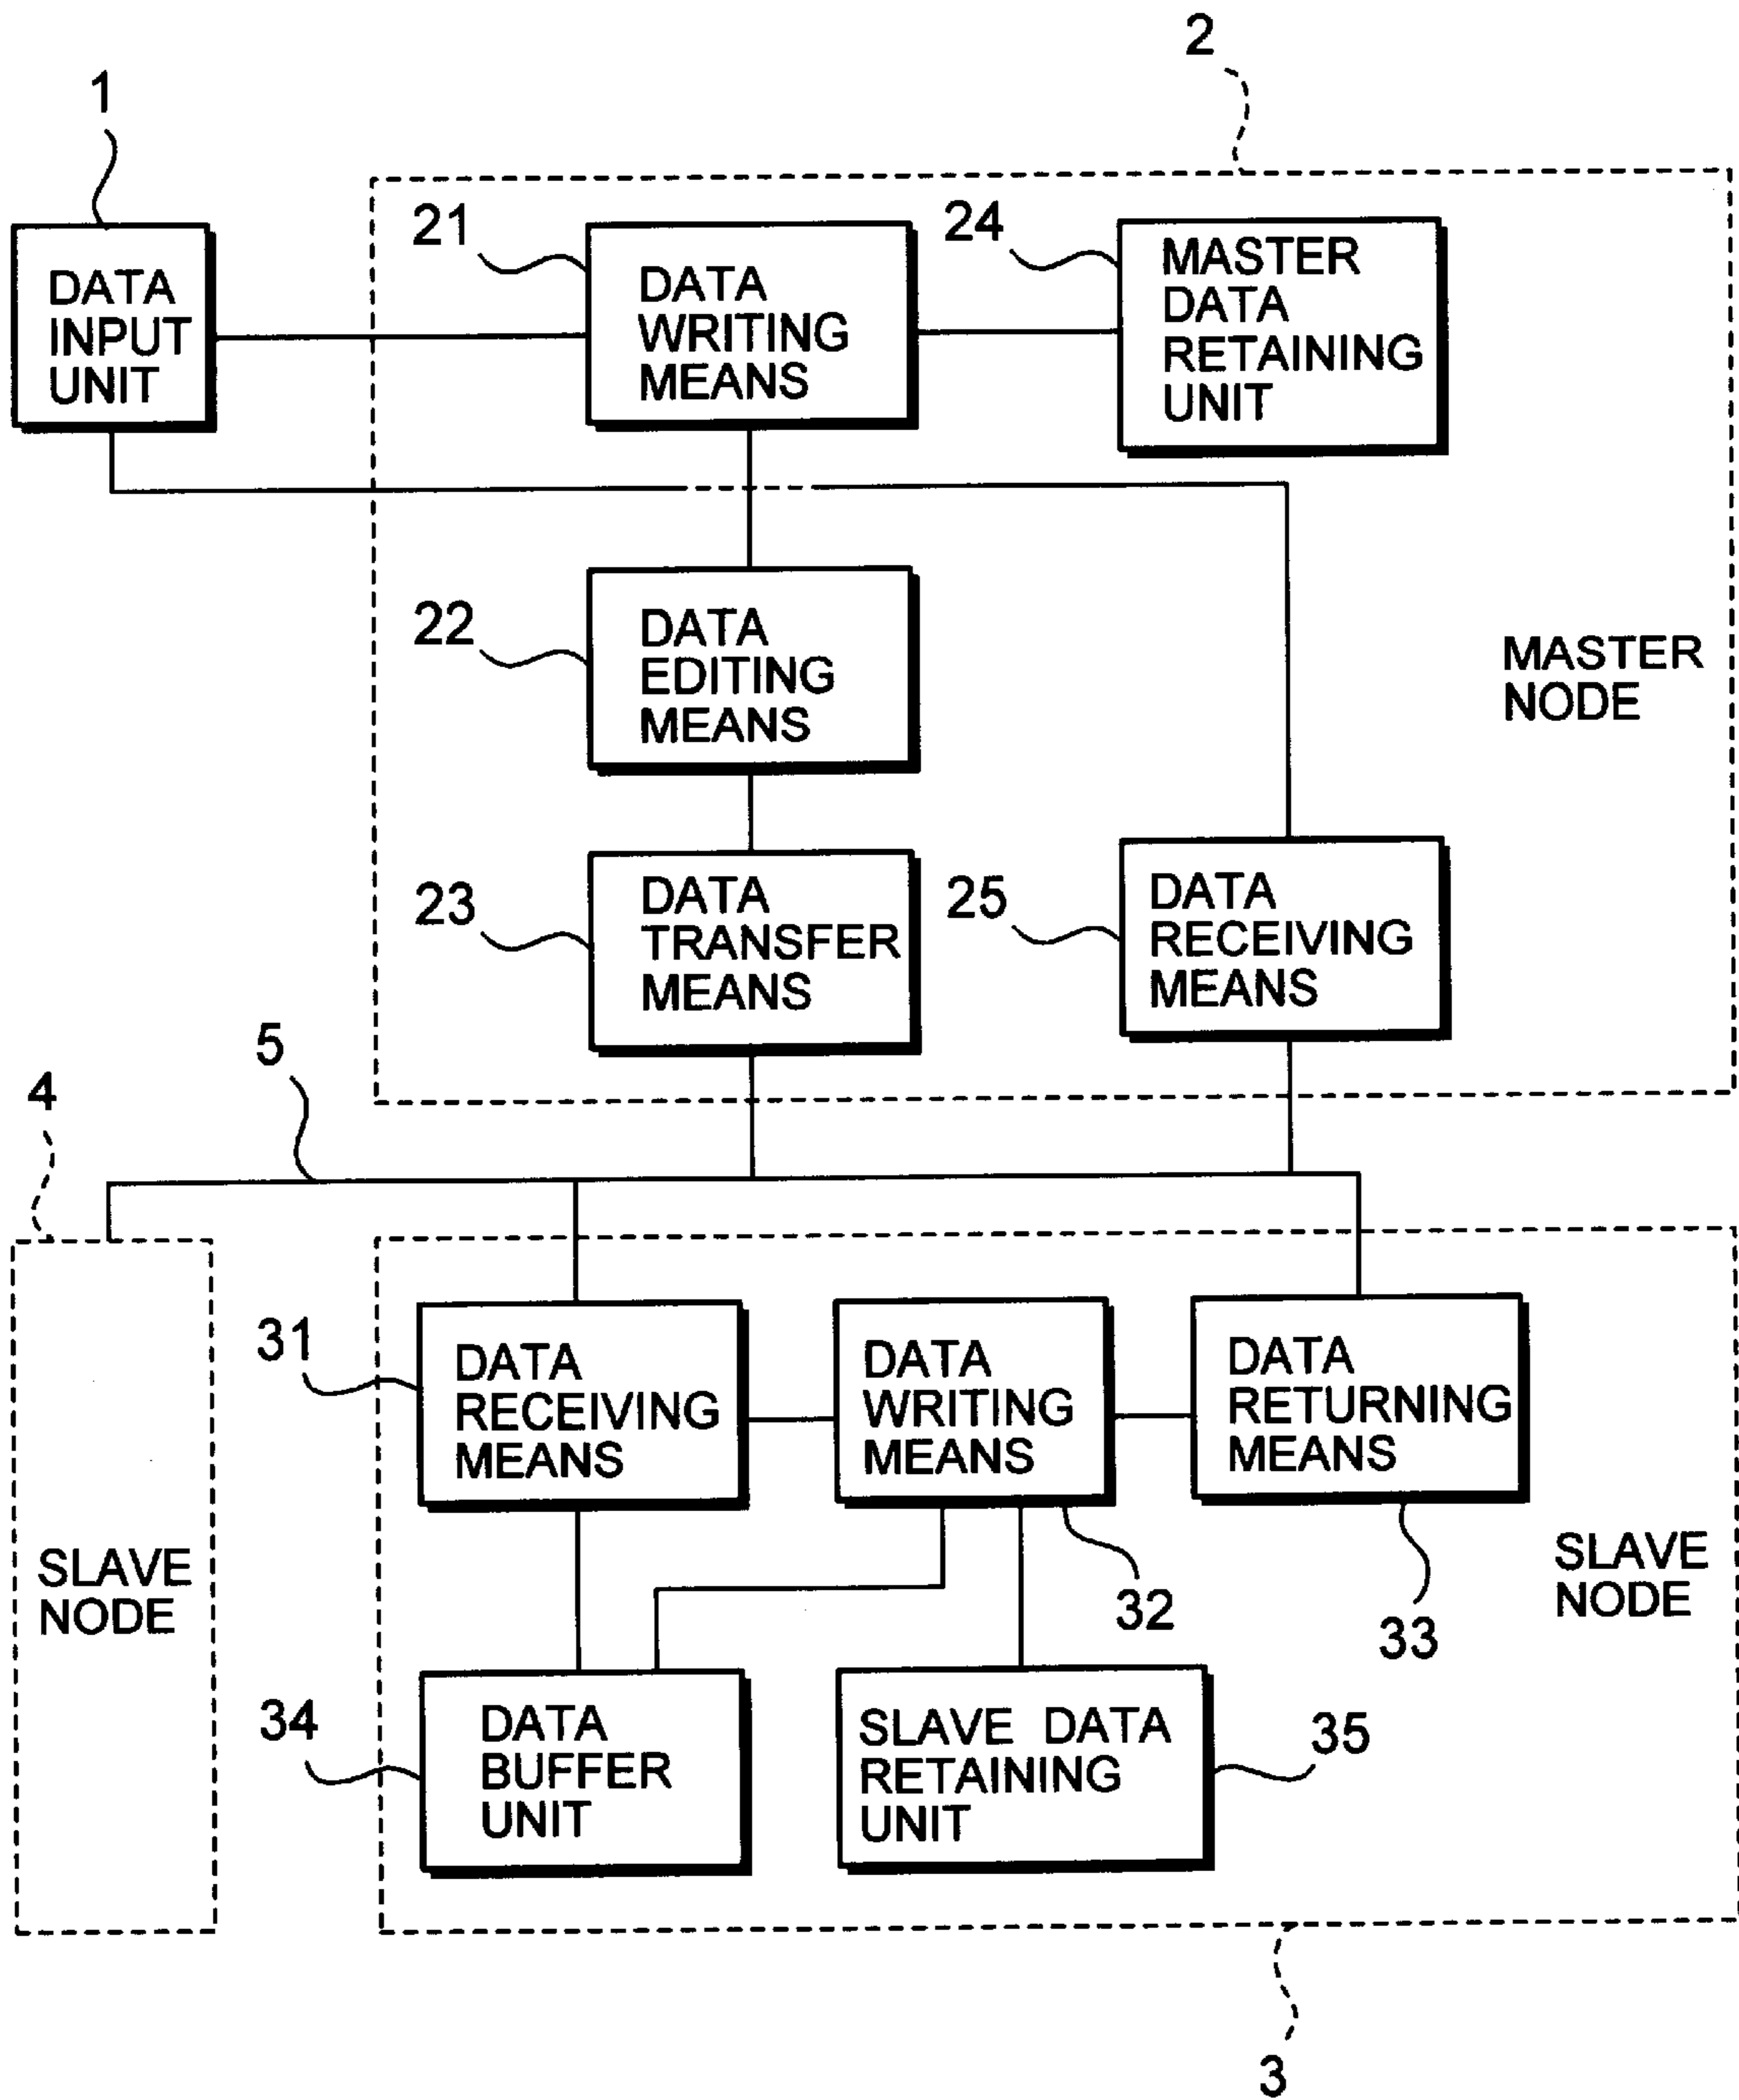 2
1
21
24
DATA
INPUT
UNIT
DATA
WRITING
MEANS
MASTER
DATA
RETAINING
UNIT
22
DATA
EDITING
MEANS
MASTER
NODE
23
DATA
TRANSFER
MEANS
25
DATA
RECEIVING
MEANS
5
4
31
DATA
RECEIVING
MEANS
DATA
WRITING
MEANS
DATA
RETURNING
MEANS
SLAVE
NODE
SLAVE
NODE
32
33
34
DATA
BUFFER
UNIT
SLAVE DATA
RETAINING
UNIT
35
3